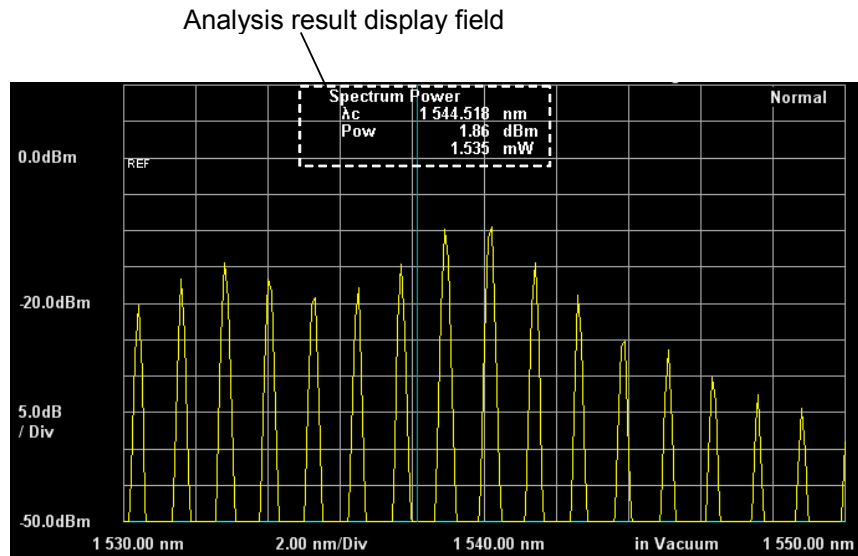 Analysis result display field
Spectrum Power
λc 1 544.518 nm
Pow 1.86 dBm
1.535 mW
Normal
0.0dBm
REF
-20.0dBm
5.0dB
/ Div
-50.0dBm
1 530.00 nm 2.00 nm/Div 1 540.00 nm in Vacuum 1 550.00 nm